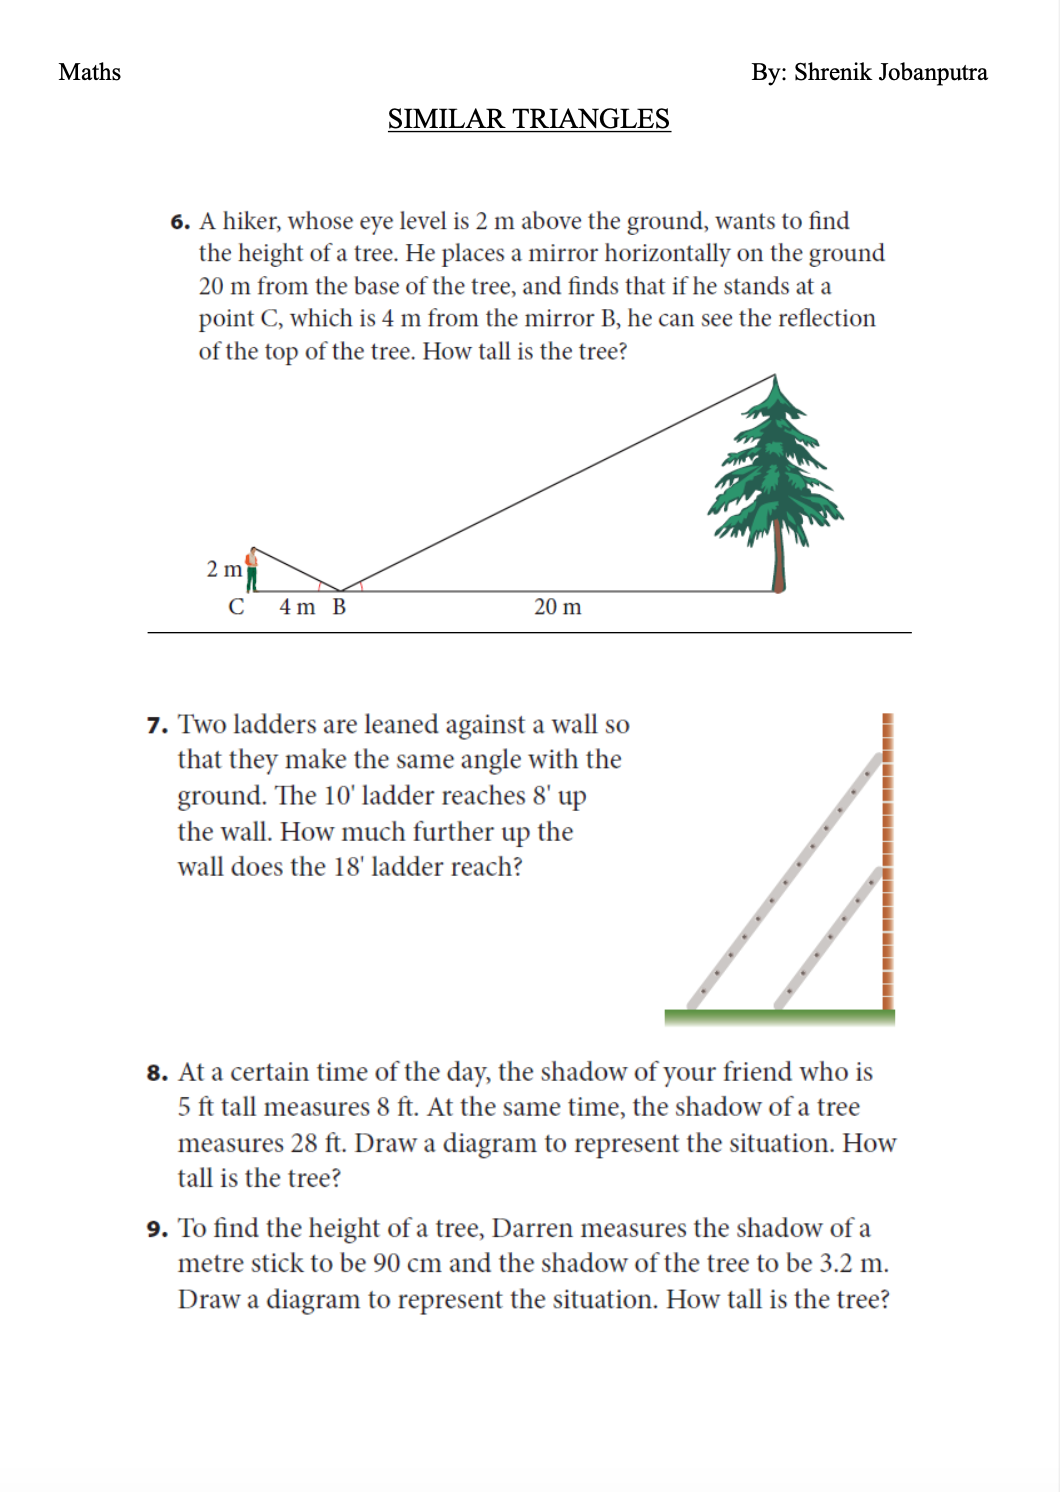 Maths
By: Shrenik Jobanputra
SIMILAR TRIANGLES
6. A hiker, whose eye level is 2 m above the ground, wants to find
the height of a tree. He places a mirror horizontally on the ground
20 m from the base of the tree, and finds that if he stands at a
point C, which is 4 m from the mirror B, he can see the reflection
of the top of the tree. How tall is the tree?
2 m
C 4 m B 20 m
7. Two ladders are leaned against a wall so
that they make the same angle with the
ground. The 10' ladder reaches 8' up
the wall. How much further up the
wall does the 18' ladder reach?
8. At a certain time of the day, the shadow of your friend who is
5 ft tall measures 8 ft. At the same time, the shadow of a tree
measures 28 ft. Draw a diagram to represent the situation. How
tall is the tree?
9. To find the height of a tree, Darren measures the shadow of a
metre stick to be 90 cm and the shadow of the tree to be 3.2 m.
Draw a diagram to represent the situation. How tall is the tree?